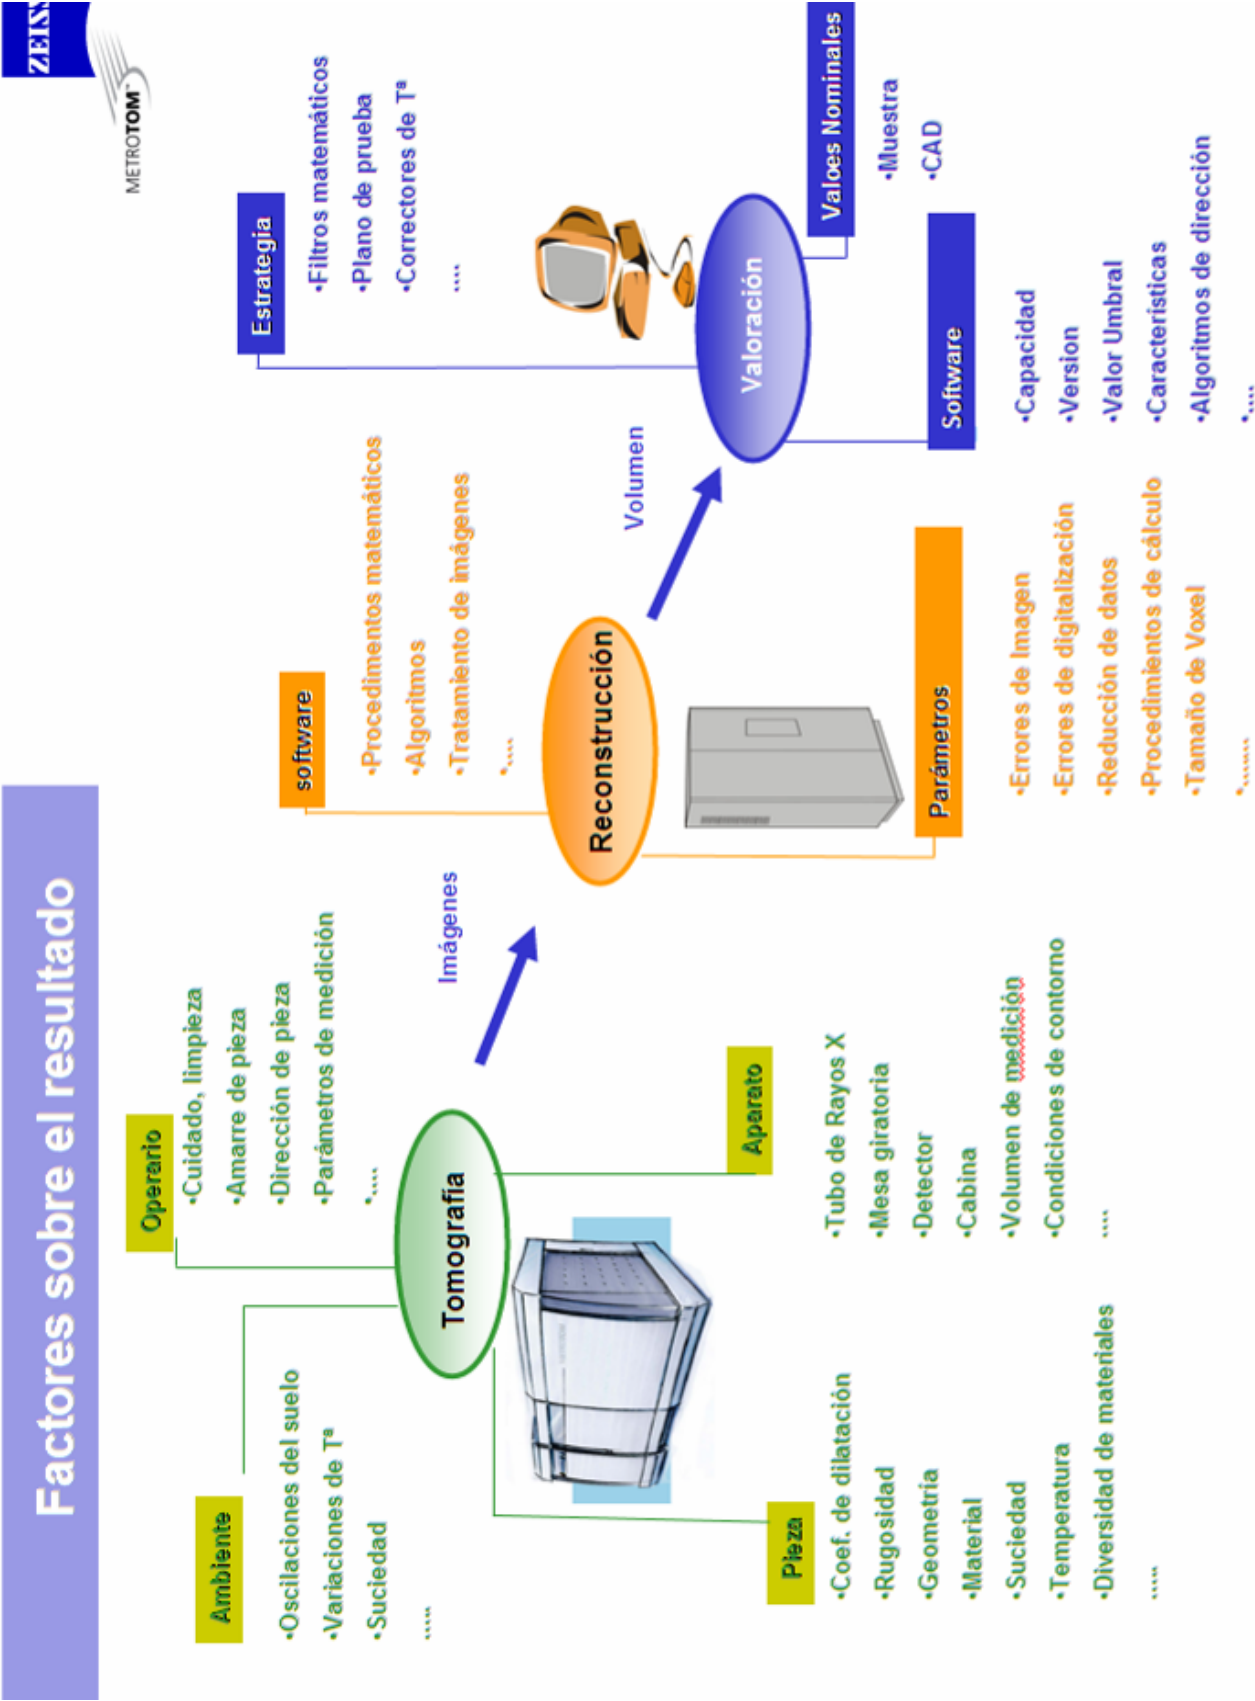 Factores sobre el resultado
ZEISS
METROTOM™
Ambiente
•Oscilaciones del suelo
•Variaciones de Tª
•Suciedad
.....
Operario
•Cuidado, limpieza
•Amarre de pieza
•Dirección de pieza
•Parámetros de medición
•....
Tomografía
Pieza
•Coef. de dilatación
•Rugosidad
•Geometria
•Material
•Suciedad
•Temperatura
•Diversidad de materiales
.....
Aparato
•Tubo de Rayos X
•Mesa giratoria
•Detector
•Cabina
•Volumen de medición
•Condiciones de contorno
....
Imágenes
software
•Procedimentos matemáticos
•Algoritmos
•Tratamiento de imágenes
•....
Reconstrucción
Parámetros
•Errores de Imagen
•Errores de digitalización
•Reducción de datos
•Procedimientos de cálculo
•Tamaño de Voxel
•......
Volumen
Estrategia
•Filtros matemáticos
•Plano de prueba
•Correctores de Tª
....
Valoración
Software
•Capacidad
•Version
•Valor Umbral
•Caracteristicas
•Algoritmos de dirección
•....
Valoes Nominales
•Muestra
•CAD